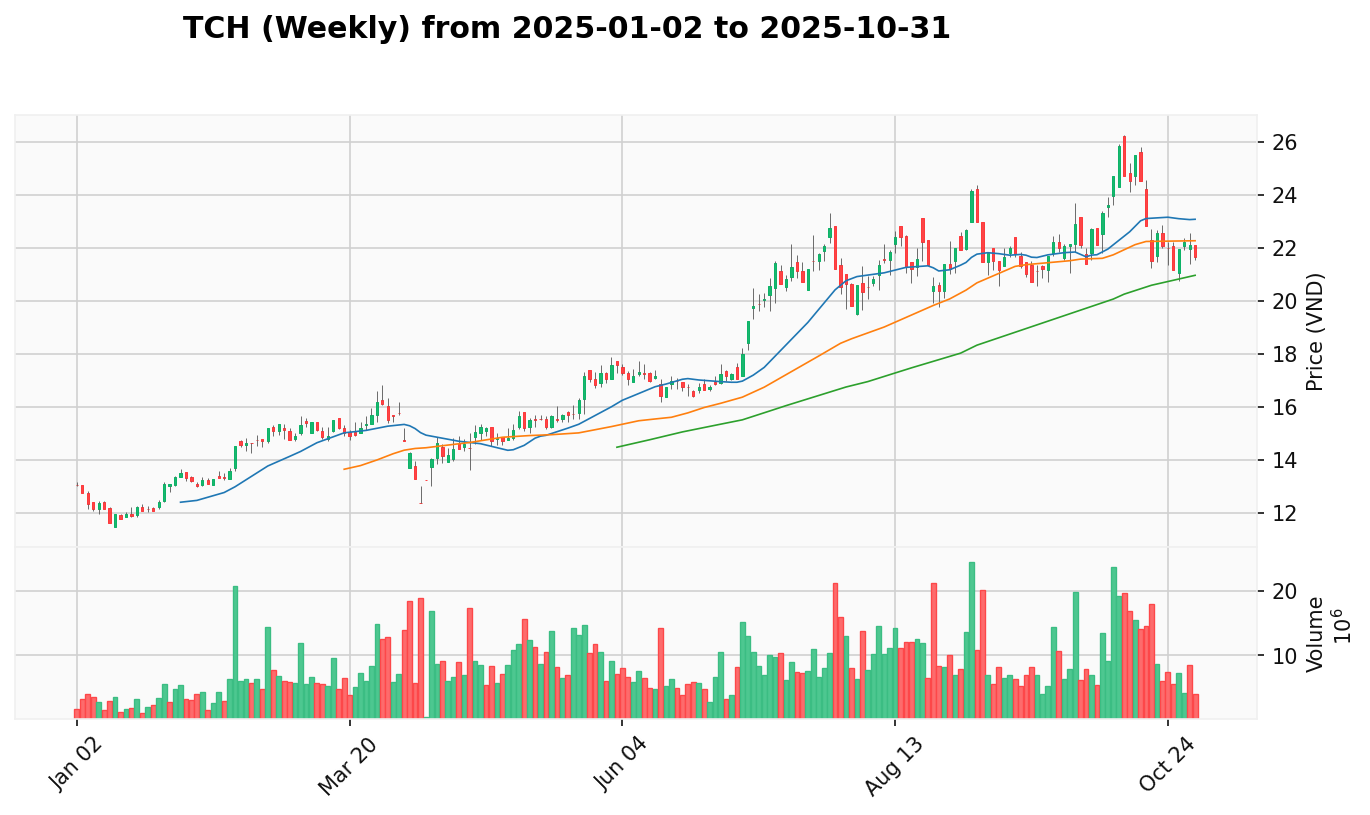 TCH (Weekly) from 2025-01-02 to 2025-10-31
26
24
22
20
18
16
14
12
Price (VND)
20
10
Volume
10⁶
Jan 02
Mar 20
Jun 04
Aug 13
Oct 24